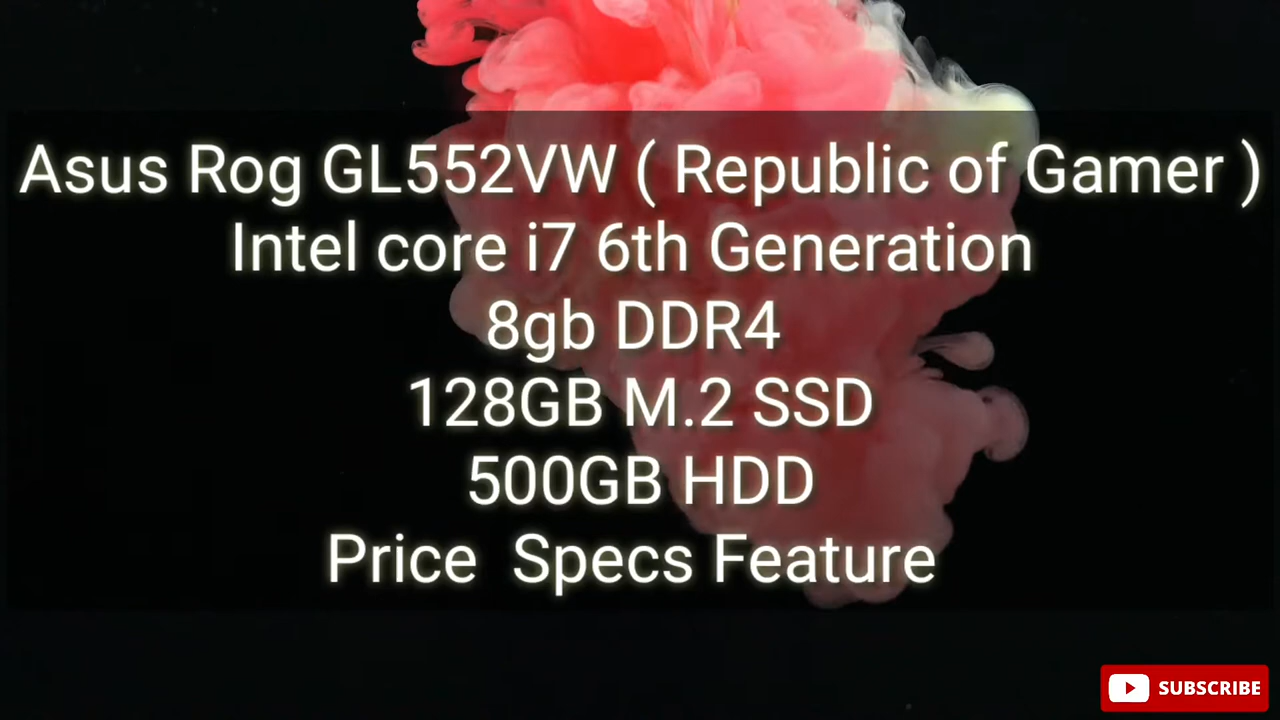 Asus Rog GL552VW ( Republic of Gamer )
Intel core i7 6th Generation
8gb DDR4
128GB M.2 SSD
500GB HDD
Price Specs Feature
SUBSCRIBE